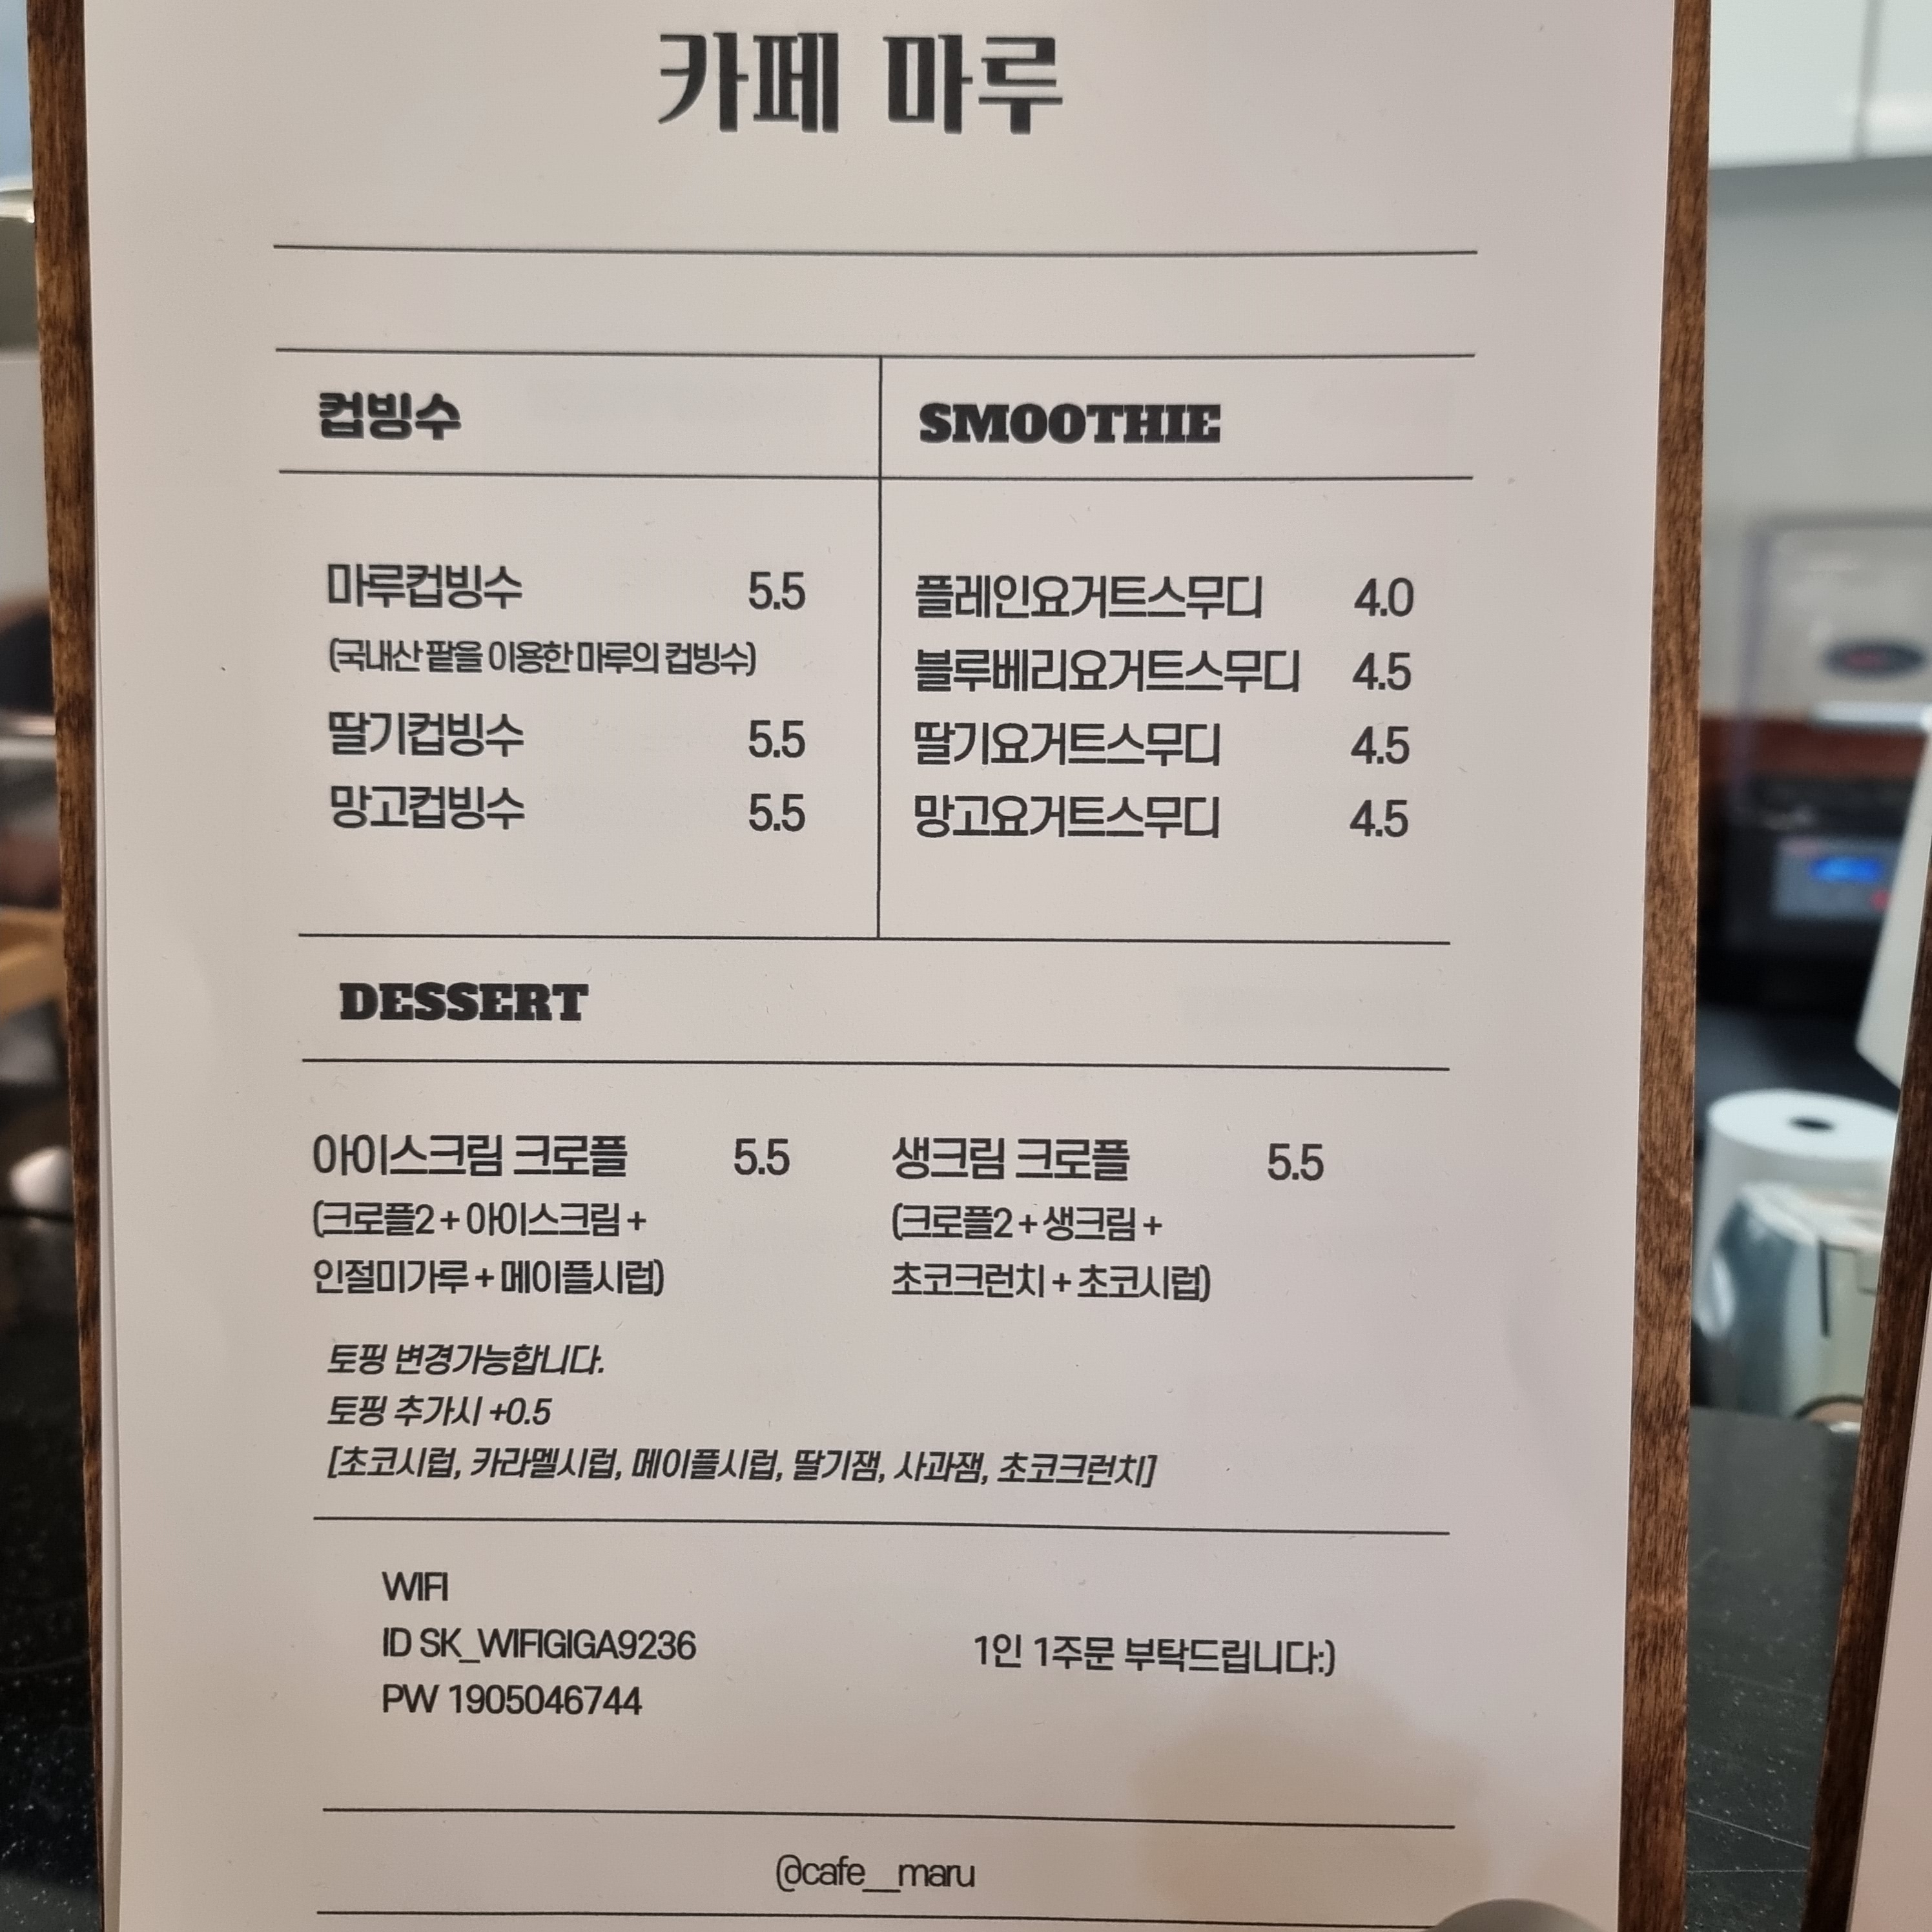 카페 마루
컵빙수
마루컵빙수 5.5
(국내산 팥을 이용한 마루의 컵빙수)
딸기컵빙수 5.5
망고컵빙수 5.5
SMOOTHIE
플레인요거트스무디 4.0
블루베리요거트스무디 4.5
딸기요거트스무디 4.5
망고요거트스무디 4.5
DESSERT
아이스크림 크로플 5.5
(크로플2 + 아이스크림 +
인절미가루 + 메이플시럽)
생크림 크로플 5.5
(크로플2 + 생크림 +
초코크런치 + 초코시럽)
토핑 변경가능합니다.
토핑 추가시 +0.5
[초코시럽, 카라멜시럽, 메이플시럽, 딸기잼, 사과잼, 초코크런치]
WIFI
ID SK_WIFIGIGA9236
PW 1905046744
1인 1주문 부탁드립니다:)
@cafe__maru